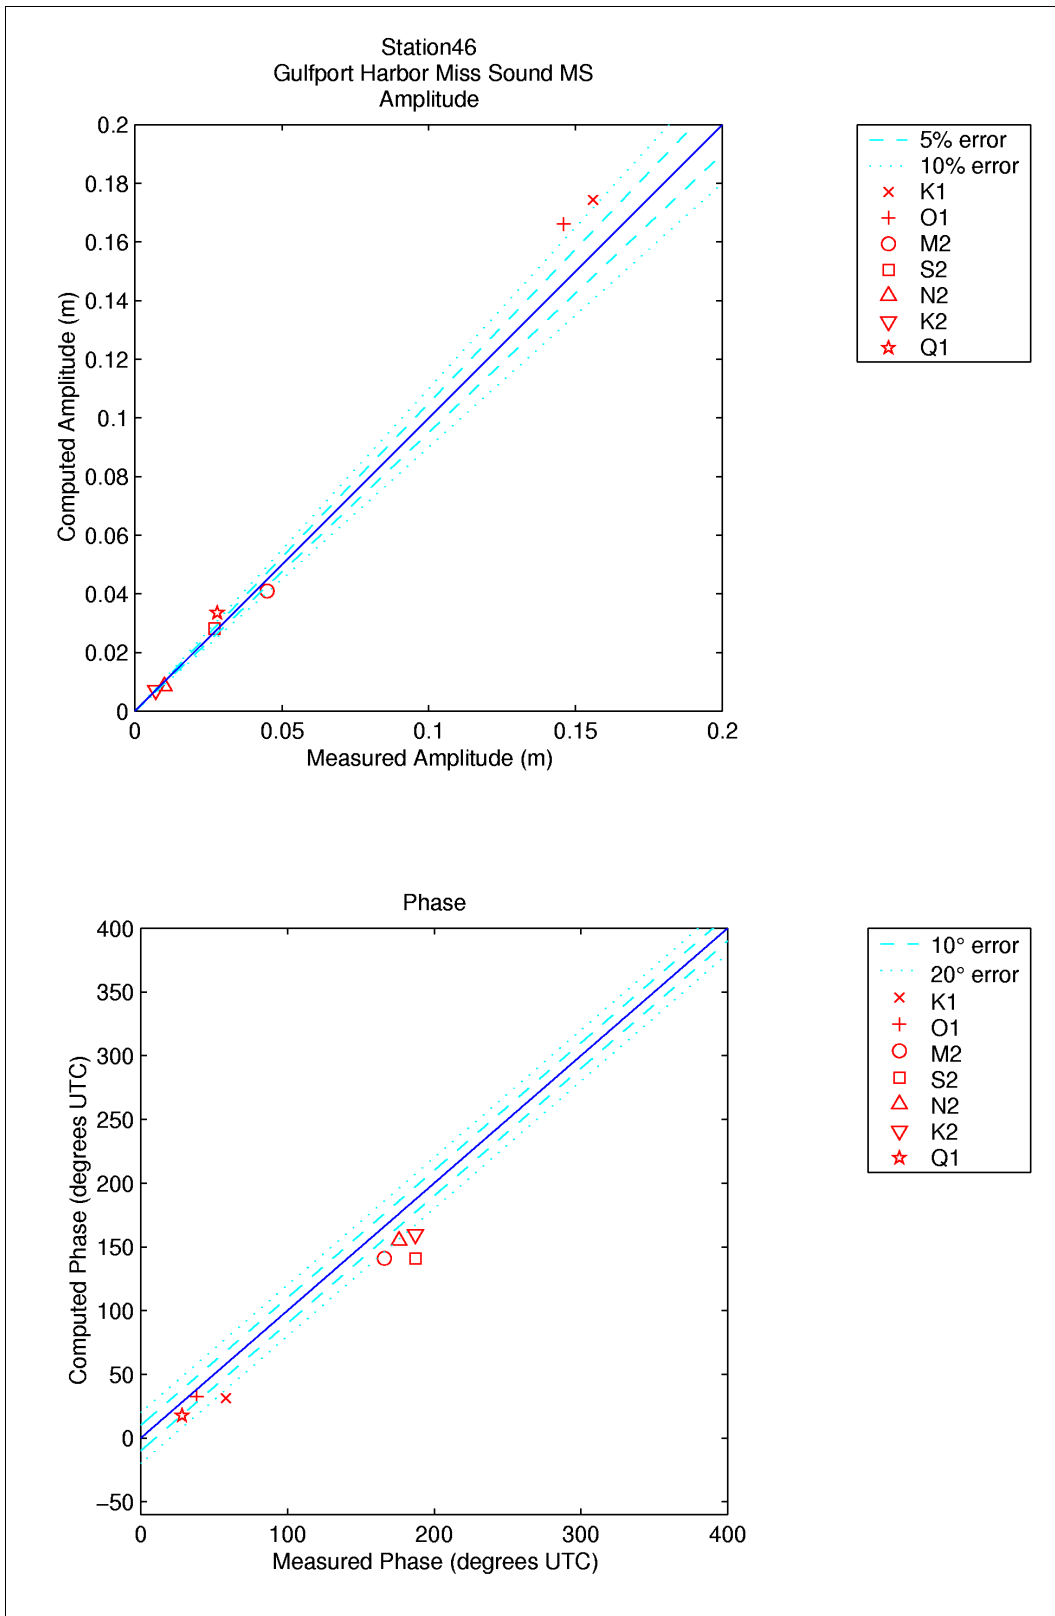 Station46
Gulfport Harbor Miss Sound MS
Amplitude
0.2
0.18
0.16
0.14
0.12
0.1
0.08
0.06
0.04
0.02
0
0
0.05
0.1
0.15
0.2
Computed Amplitude (m)
Measured Amplitude (m)
5% error
10% error
K1
O1
M2
S2
N2
K2
Q1
Phase
400
350
300
250
200
150
100
50
0
−50
0
100
200
300
400
Computed Phase (degrees UTC)
Measured Phase (degrees UTC)
10° error
20° error
K1
O1
M2
S2
N2
K2
Q1